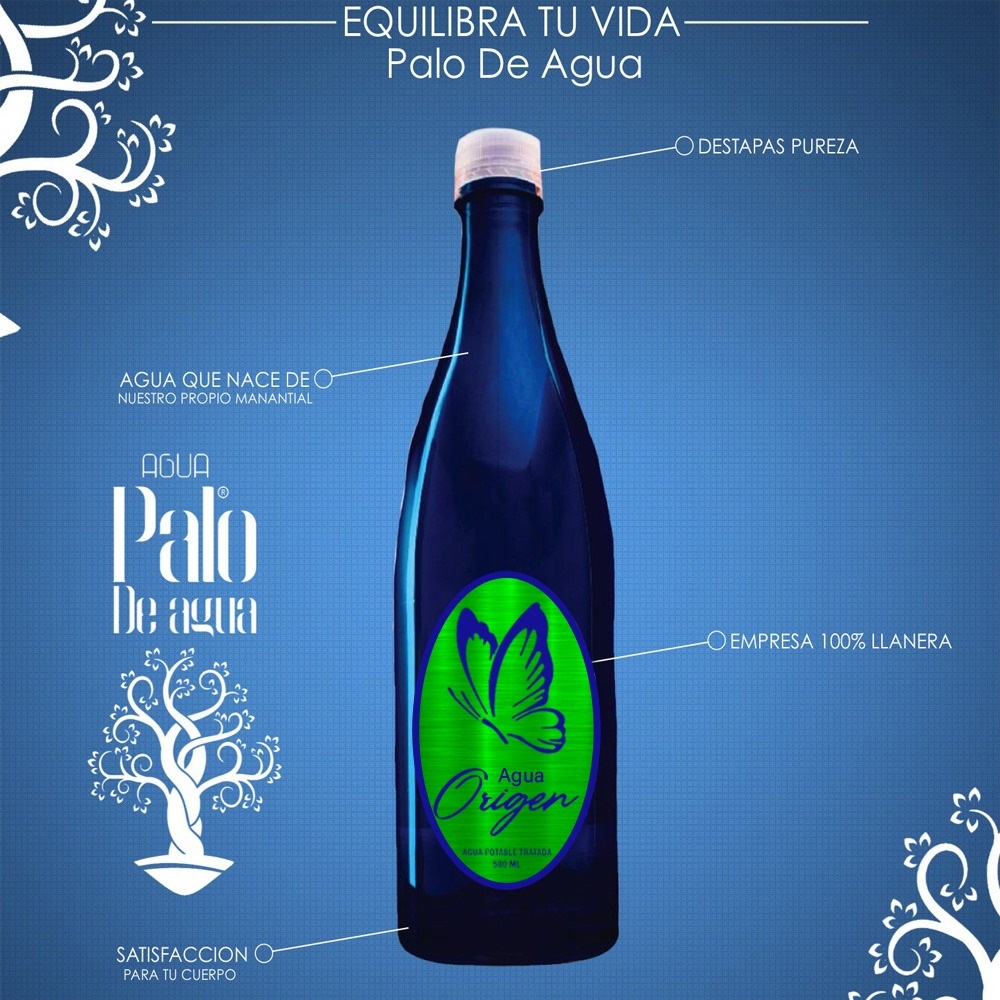 EQUILIBRA TU VIDA
Palo De Agua
DESTAPAS PUREZA
AGUA QUE NACE DE
NUESTRO PROPIO MANANTIAL
AGUA
Palo®
De agua
EMPRESA 100% LLANERA
Agua
Origen
AGUA POTABLE TRATADA
500 ML
SATISFACCION
PARA TU CUERPO